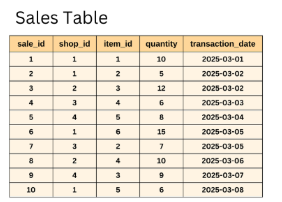 Sales Table
sale_id shop_id item_id quantity transaction_date
1 1 1 10 2025-03-01
2 1 2 5 2025-03-02
3 2 3 12 2025-03-02
4 3 4 6 2025-03-03
5 4 5 8 2025-03-04
6 1 6 15 2025-03-05
7 3 2 7 2025-03-05
8 2 4 10 2025-03-06
9 4 3 9 2025-03-07
10 1 5 6 2025-03-08